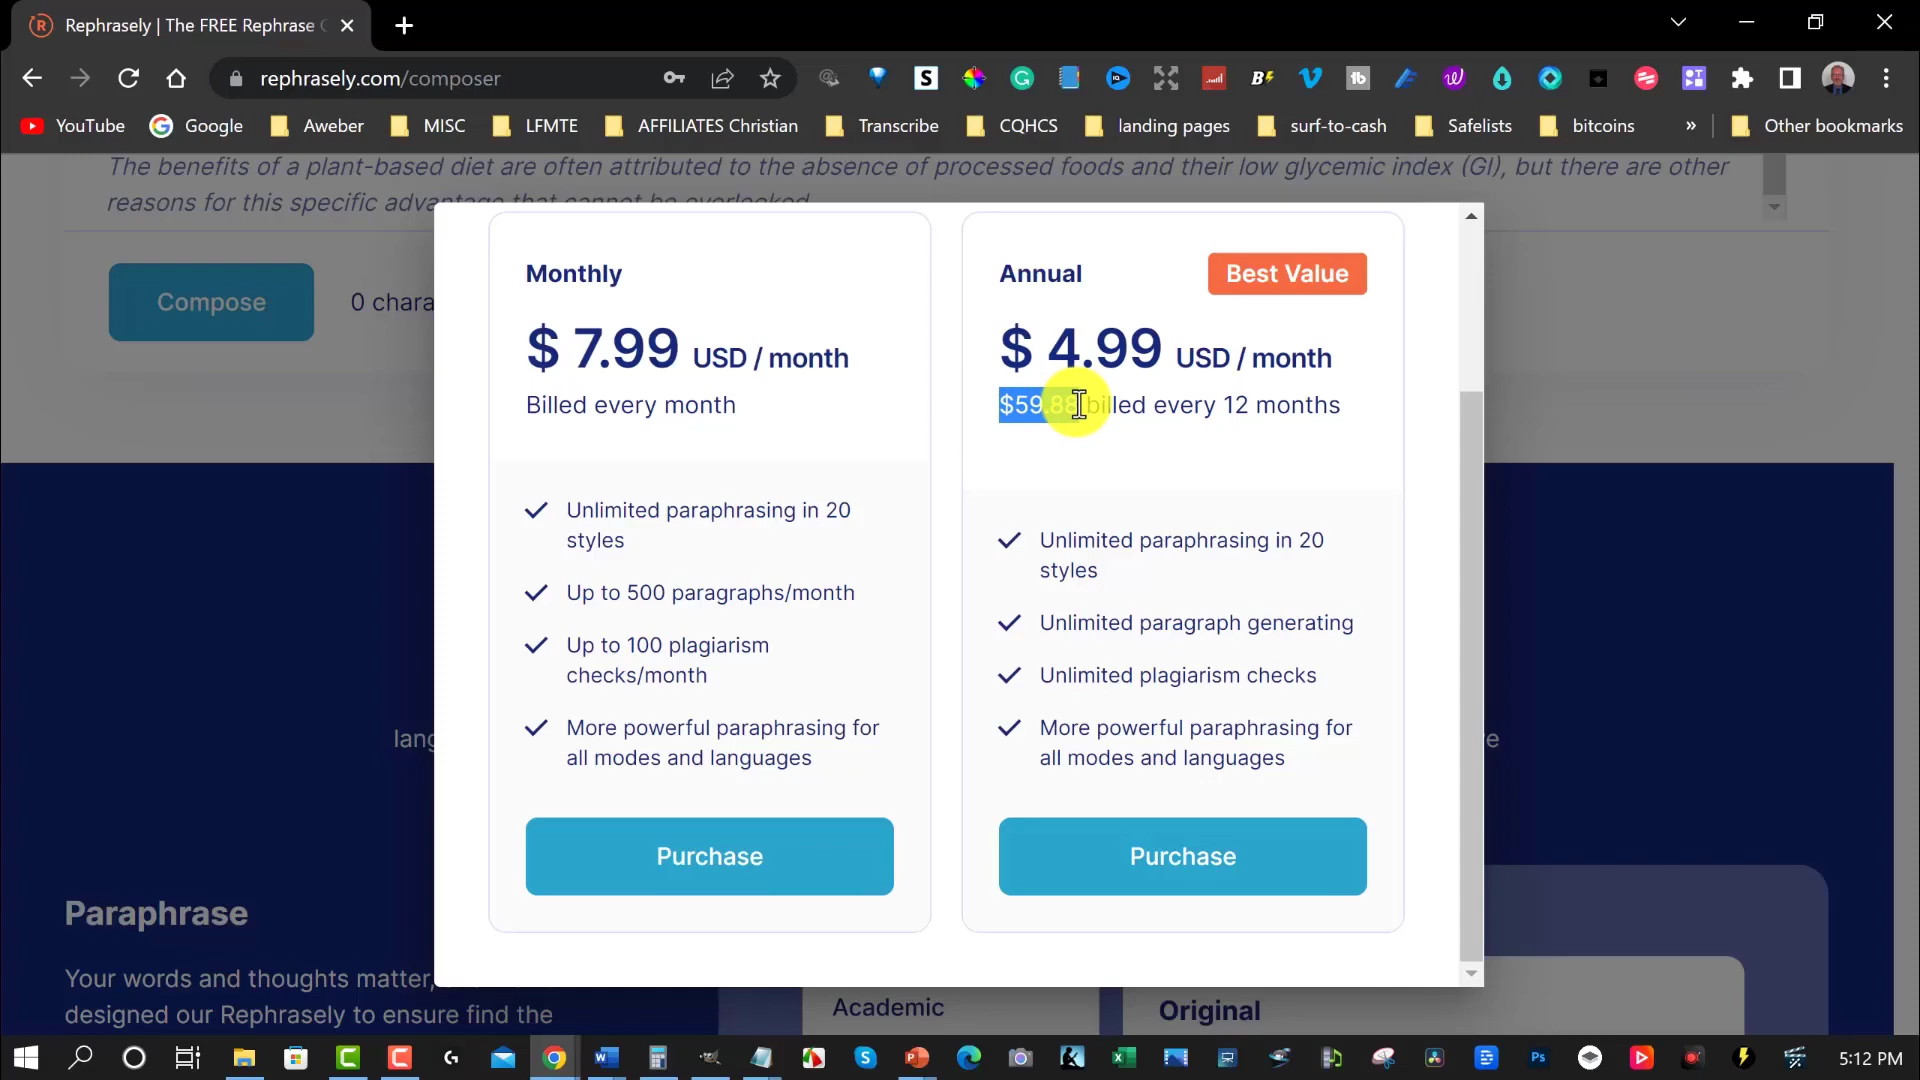 Rephrasely | The FREE Rephrase
rephrasely.com/composer
YouTube
Google
Aweber
MISC
LFMTE
AFFILIATES Christian
Transcribe
CQHCS
landing pages
surf-to-cash
Safelists
bitcoins
»
Other bookmarks
The benefits of a plant-based diet are often attributed to the absence of processed foods and their low glycemic index (GI), but there are other
reasons for this specific advantage that cannot be overlooked.
Compose
0 chara
Monthly
$ 7.99 USD / month
Billed every month
Unlimited paraphrasing in 20
styles
Up to 500 paragraphs/month
Up to 100 plagiarism
checks/month
More powerful paraphrasing for
all modes and languages
Purchase
Annual
Best Value
$ 4.99 USD / month
$59.88 billed every 12 months
Unlimited paraphrasing in 20
styles
Unlimited paragraph generating
Unlimited plagiarism checks
More powerful paraphrasing for
all modes and languages
Purchase
lang
e
Paraphrase
Your words and thoughts matter,
designed our Rephrasely to ensure find the
Academic
Original
5:12 PM